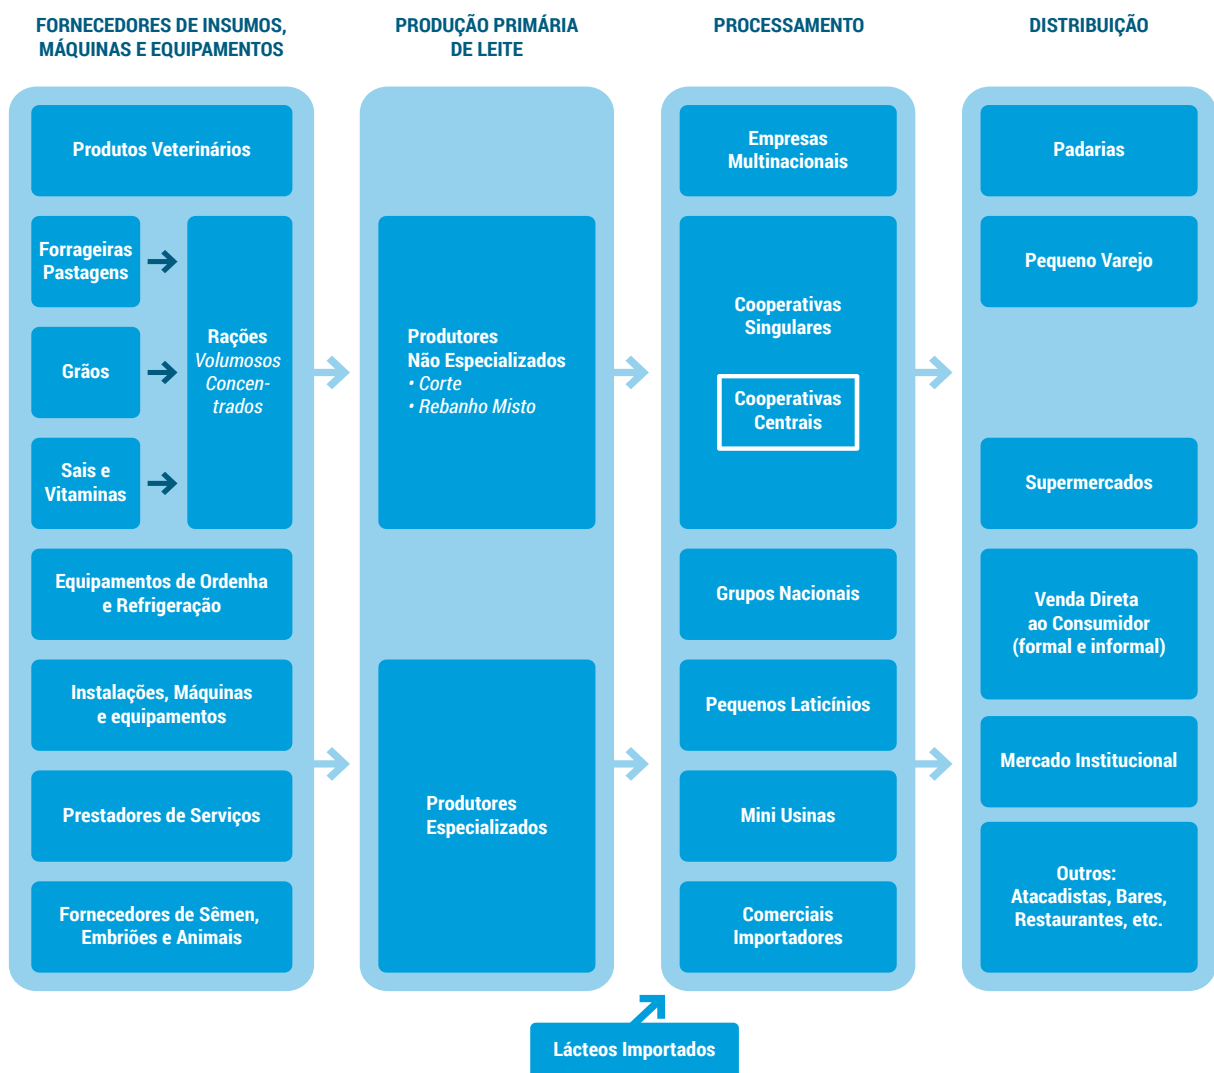 FORNECEDORES DE INSUMOS,
MÁQUINAS E EQUIPAMENTOS
Produtos Veterinários
Forrageiras
Pastagens
Grãos
Sais e
Vitaminas
Rações
Volumosos
Concen-
trados
Equipamentos de Ordenha
e Refrigeração
Instalações, Máquinas
e equipamentos
Prestadores de Serviços
Fornecedores de Sêmen,
Embriões e Animais
PRODUÇÃO PRIMÁRIA
DE LEITE
Produtores
Não Especializados
• Corte
• Rebanho Misto
Produtores
Especializados
PROCESSAMENTO
Empresas
Multinacionais
Cooperativas
Singulares
Cooperativas
Centrais
Grupos Nacionais
Pequenos Laticínios
Mini Usinas
Comerciais
Importadores
DISTRIBUIÇÃO
Padarias
Pequeno Varejo
Supermercados
Venda Direta
ao Consumidor
(formal e informal)
Mercado Institucional
Outros:
Atacadistas, Bares,
Restaurantes, etc.
Lácteos Importados